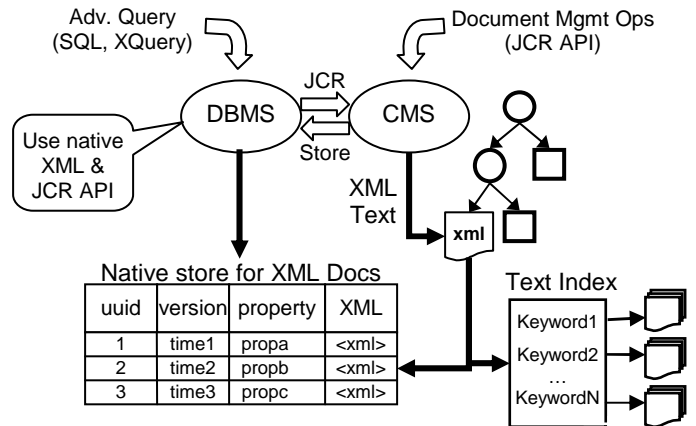 Adv. Query
(SQL, XQuery)
Document Mgmt Ops
(JCR API)
JCR
DBMS
CMS
Store
Use native
XML &
JCR API
XML
Text
xml
Native store for XML Docs
uuid version property XML
1 time1 propa <xml>
2 time2 propb <xml>
3 time3 propc <xml>
Text Index
Keyword1
Keyword2
...
KeywordN